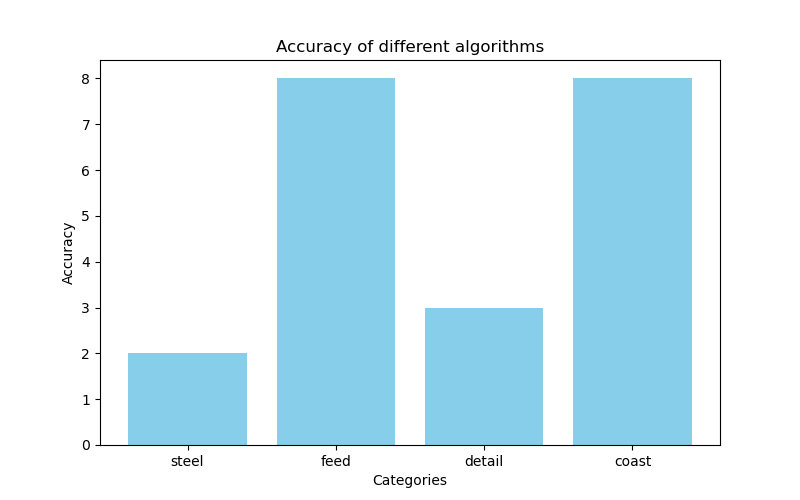 Accuracy of different algorithms
Accuracy
8
7
6
5
4
3
2
1
0
steel feed detail coast
Categories